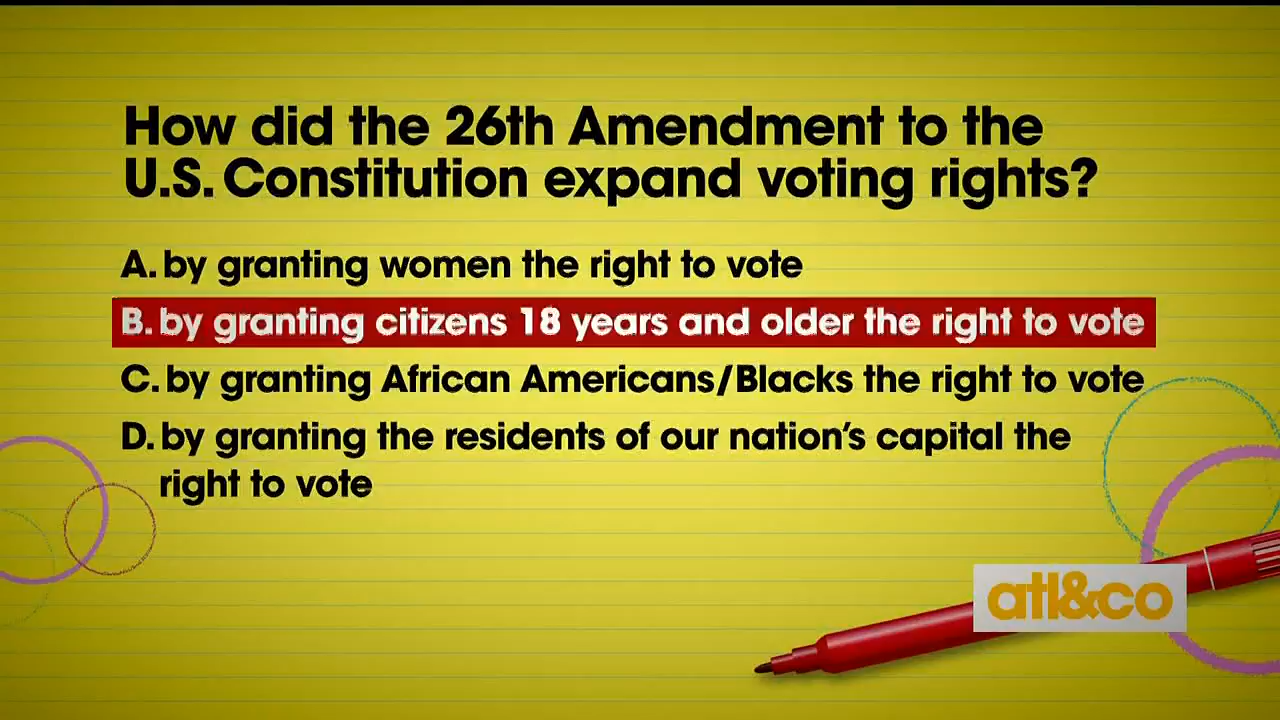 How did the 26th Amendment to the
U.S. Constitution expand voting rights?
A. by granting women the right to vote
B. by granting citizens 18 years and older the right to vote
C. by granting African Americans/Blacks the right to vote
D. by granting the residents of our nation's capital the
right to vote
atl&co